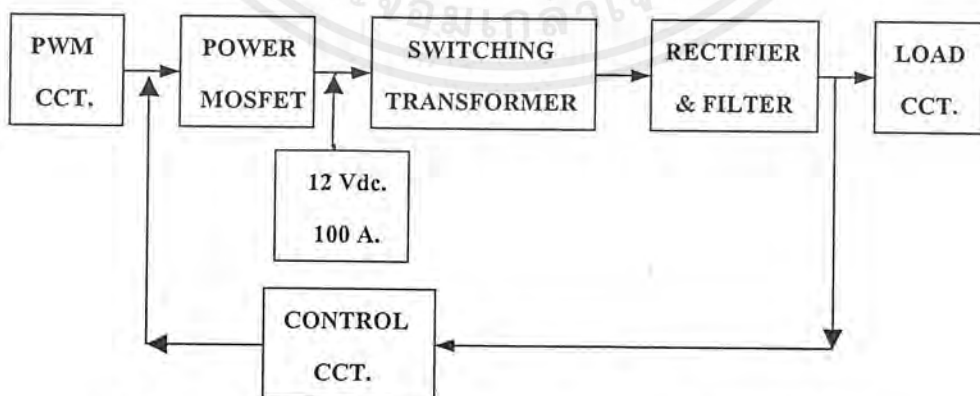 PWM
CCT.
POWER
MOSFET
SWITCHING
TRANSFORMER
RECTIFIER
& FILTER
LOAD
CCT.
12 Vdc.
100 A.
CONTROL
CCT.